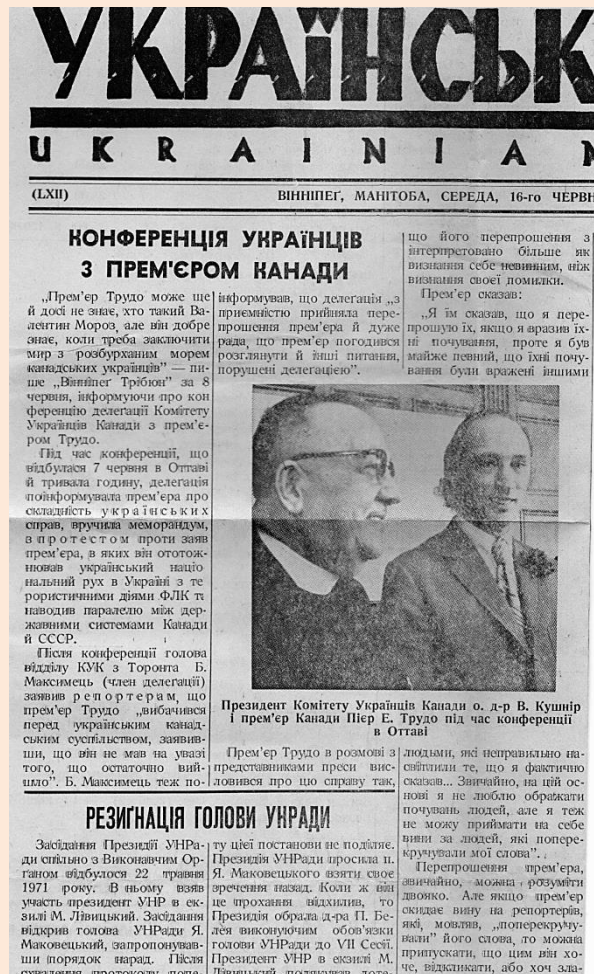 УКРАЇНСЬК
UKRAINIAN
(LXII)
ВІННІПЕҐ, МАНІТОБА, СЕРЕДА, 16-го ЧЕРВН
КОНФЕРЕНЦІЯ УКРАЇНЦІВ
З ПРЕМ'ЄРОМ КАНАДИ
„Прем'єр Трудо може ще
й досі не знає, хто такий Ва-
лентин Мороз, але він добре
знає, коли треба заключити
мир з розбурханим морем
канадських українців" — пи-
ше „Вінніпеґ Трібюн" за 8
червня, інформуючи про кон
ференцію делеґації Комітету
Українців Канади з прем'є-
ром Трудо.
Під час конференції, що
відбулася 7 червня в Оттаві
й тривала годину, делеґація
поінформувала прем'єра про
складність українських
справ, вручила меморандум,
з протестом проти заяв
прем'єра, в яких він ототож-
нював український націо
нальний рух в Україні з те
рористичними діями ФЛК ті
наводив паралелю між дер-
жавними системами Канади
й СССР.
Після конференції голова
відділу КУК з Торонта Б.
Максимець (член делеґації)
заявив репортерам, що
прем'єр Трудо „вибачився
перед українським канад-
ським суспільством, заявив-
ши, що він не мав на увазі
того, що остаточно вий-
шло". Б. Максимець теж по-
інформував, що делеґація „з
приємністю прийняла пере-
прошення прем'єра й дуже
рада, що прем'єр погодився
розглянути й інші питання,
порушені делеґацією".
Президент Комітету Українців Канади о. д-р В. Кушнір
і прем'єр Канади Пієр Е. Трудо під час конференції
в Оттаві
Прем'єр Трудо в розмові з
представниками преси вис-
ловився про цю справу так,
що його перепрошення з
інтерпретовано більше як
визнання себе невинним, ніж
визнання своєї помилки.
Прем'єр сказав:
„Я їм сказав, що я пере-
прошую їх, якщо я вразив їх-
ні почування, проте я був
майже певний, що їхні почу-
вання були вражені іншими
людьми, які неправильно на-
світлили те, що я фактично
сказав... Звичайно, на цій ос-
нові я не люблю ображати
почувань людей, але я теж
не можу приймати на себе
вини за людей, які попере-
кручували мої слова".
Перепрошення прем'єра,
звичайно, можна розуміти
двояко. Але якщо прем'єр
скидає вину на репортерів,
які, мовляв, „поперекручу-
вали" його слова, то можна
припускати, що цим він хо-
че, відкликати, або хоч зла-
РЕЗИҐНАЦІЯ ГОЛОВИ УНРАДИ
Засідання Президії УНРа-
ди спільно з Виконавчим Ор-
ґаном відбулося 22 травня
1971 року. В ньому взяв
участь президент УНР в ек-
зилі М. Лівицький. Засідання
відкрив голова УНРади Я.
Маковецький, запропонував-
ши порядок нарад. Після
ту цієї постанови не поділяє.
Президія УНРади просила п.
Я. Маковецького взяти своє
зречення назад. Коли ж він
це прохання відхилив, то
Президія обрала д-ра П. Бе-
лея виконуючим обов'язки
голови УНРади до VII Сесії.
Президент УНР в екзилі М.